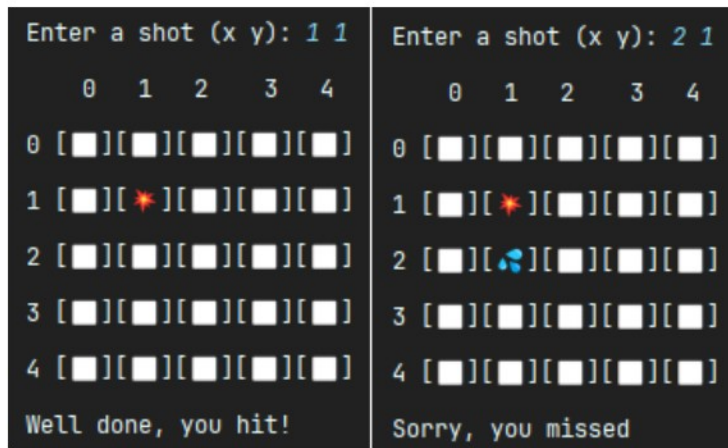 Enter a shot (x y): 1 1
0 1 2 3 4
0 [⬜][⬜][⬜][⬜][⬜]
1 [⬜][💥][⬜][⬜][⬜]
2 [⬜][⬜][⬜][⬜][⬜]
3 [⬜][⬜][⬜][⬜][⬜]
4 [⬜][⬜][⬜][⬜][⬜]
Well done, you hit!
Enter a shot (x y): 2 1
0 1 2 3 4
0 [⬜][⬜][⬜][⬜][⬜]
1 [⬜][💥][⬜][⬜][⬜]
2 [⬜][💦][⬜][⬜][⬜]
3 [⬜][⬜][⬜][⬜][⬜]
4 [⬜][⬜][⬜][⬜][⬜]
Sorry, you missed